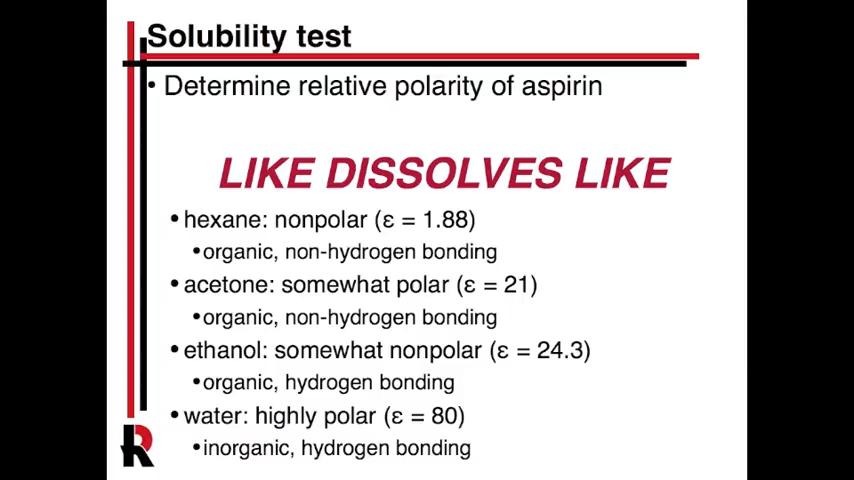 Solubility test
• Determine relative polarity of aspirin
LIKE DISSOLVES LIKE
• hexane: nonpolar (ε = 1.88)
• organic, non-hydrogen bonding
• acetone: somewhat polar (ε = 21)
• organic, non-hydrogen bonding
• ethanol: somewhat nonpolar (ε = 24.3)
• organic, hydrogen bonding
• water: highly polar (ε = 80)
• inorganic, hydrogen bonding
R